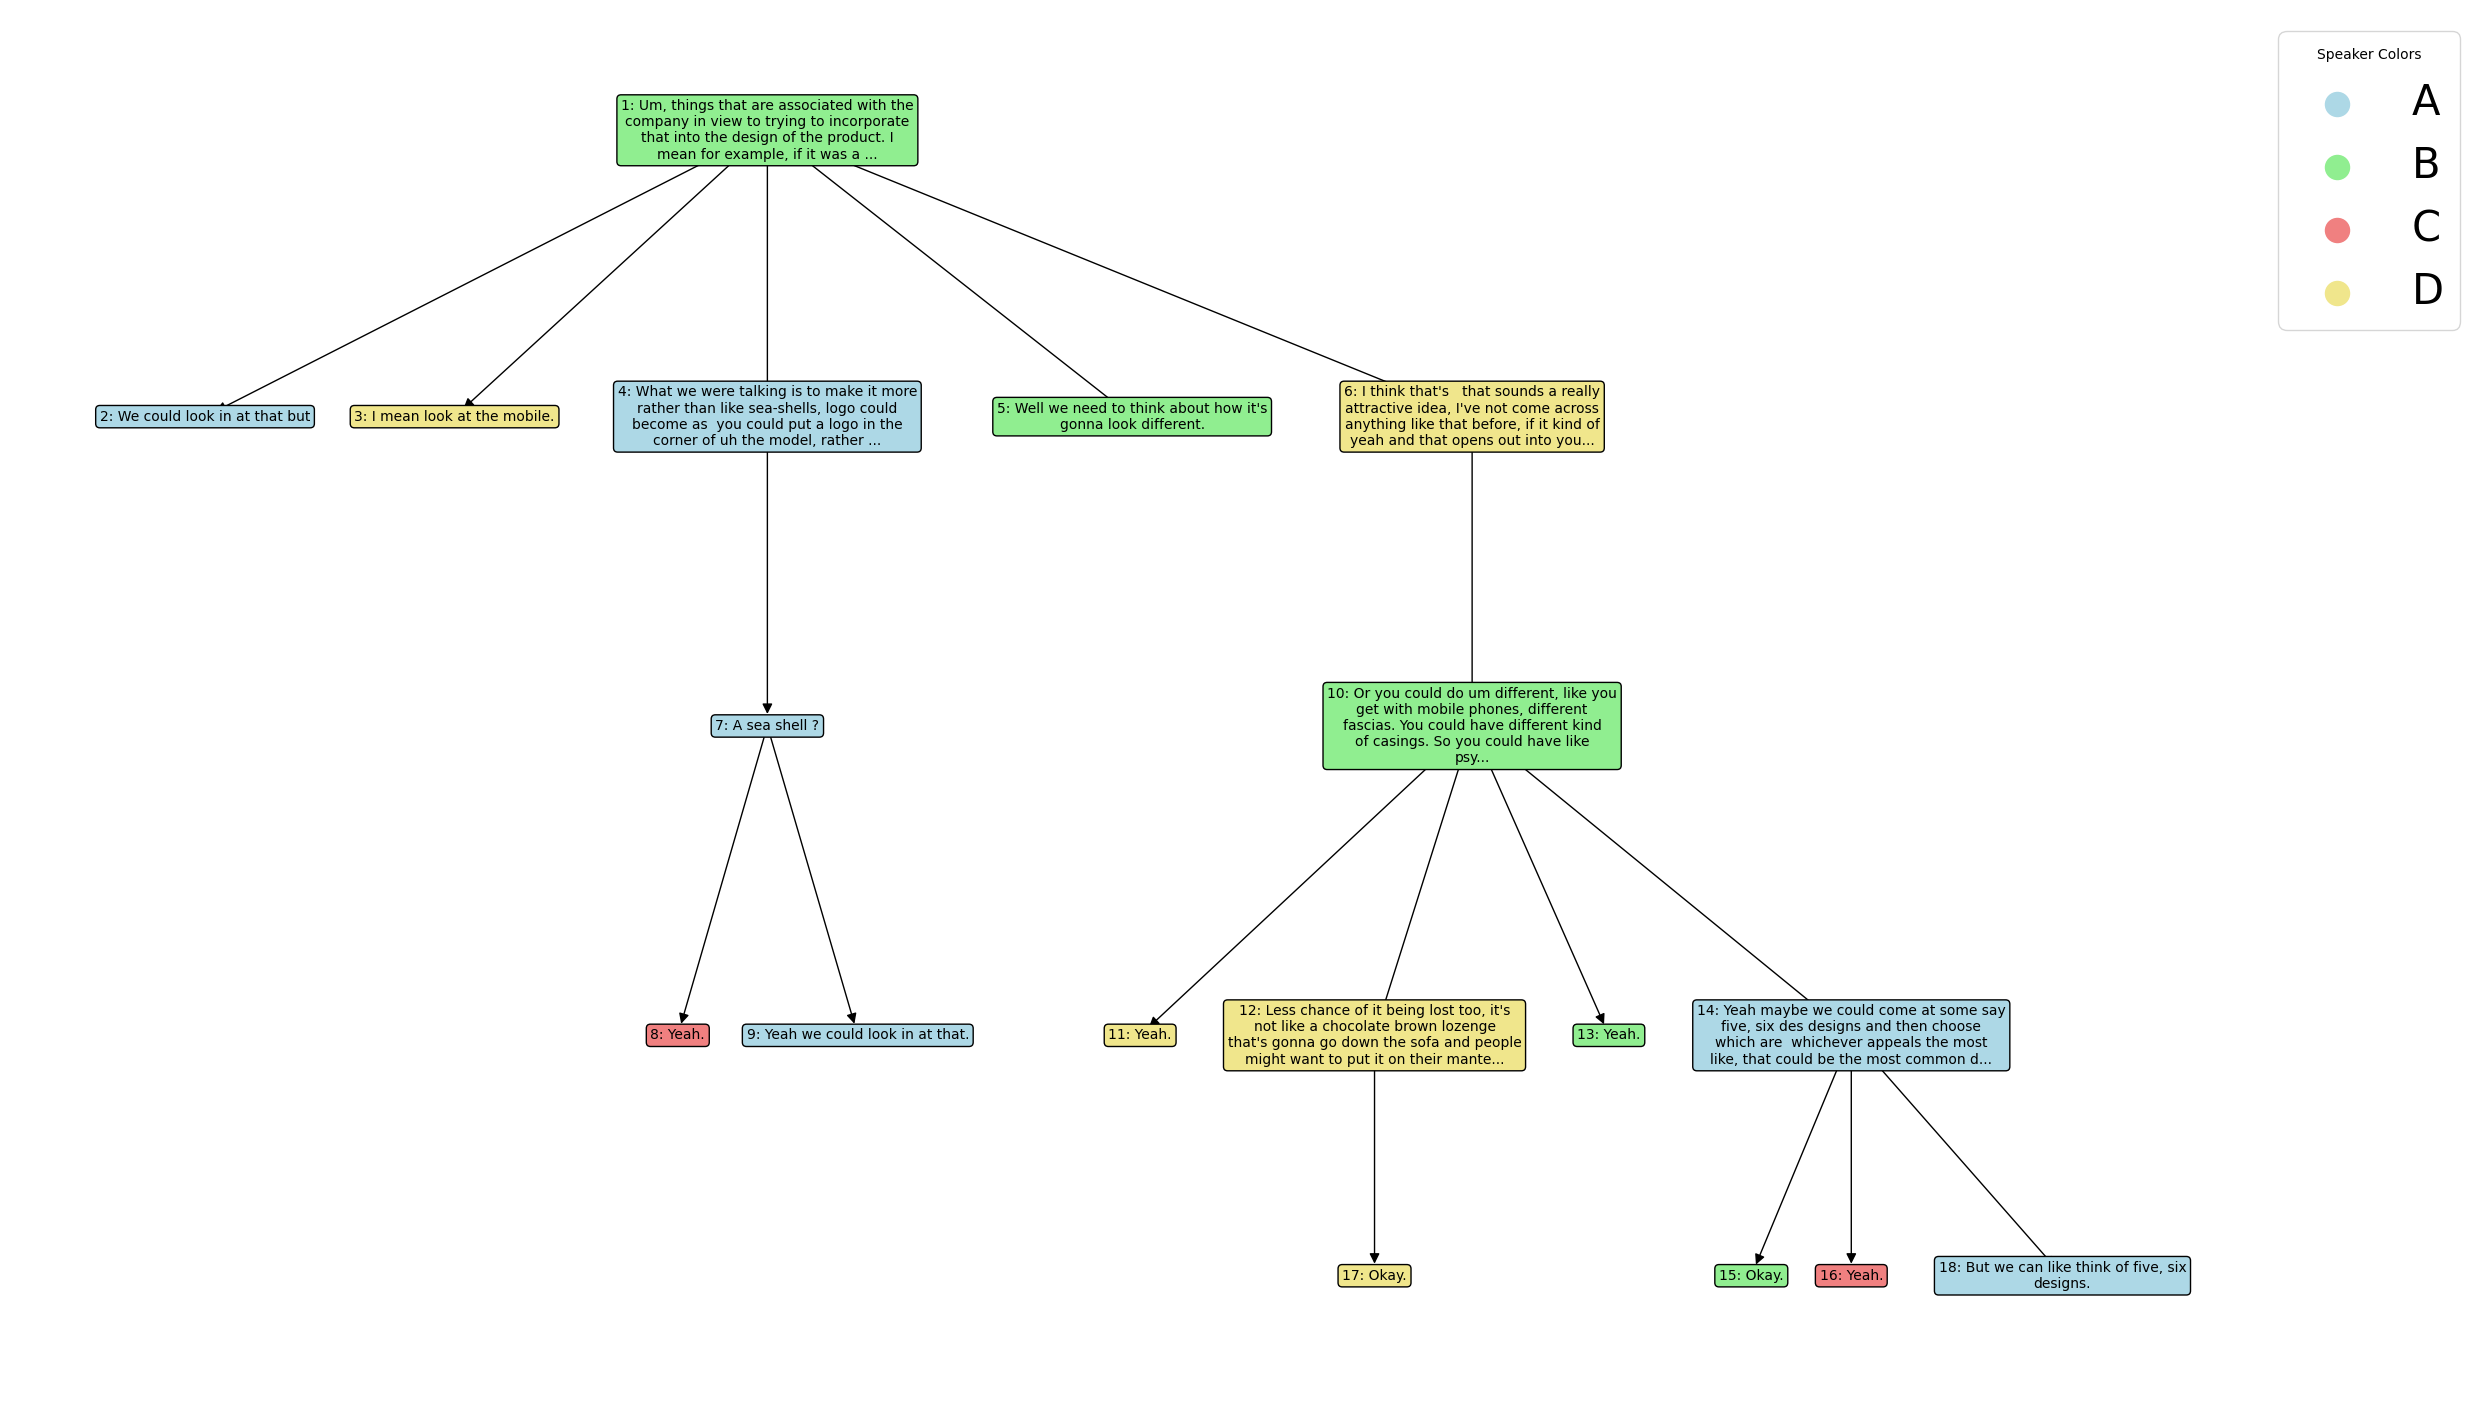 Speaker Colors
A
B
C
D
1: Um, things that are associated with the
company in view to trying to incorporate
that into the design of the product. I
mean for example, if it was a ...
2: We could look in at that but
3: I mean look at the mobile.
4: What we were talking is to make it more
rather than like sea-shells, logo could
become as  you could put a logo in the
corner of uh the model, rather ...
5: Well we need to think about how it's
gonna look different.
6: I think that's   that sounds a really
attractive idea, I've not come across
anything like that before, if it kind of
yeah and that opens out into you...
7: A sea shell ?
10: Or you could do um different, like you
get with mobile phones, different
fascias. You could have different kind
of casings. So you could have like
psy...
8: Yeah.
9: Yeah we could look in at that.
11: Yeah.
12: Less chance of it being lost too, it's
not like a chocolate brown lozenge
that's gonna go down the sofa and people
might want to put it on their mante...
13: Yeah.
14: Yeah maybe we could come at some say
five, six des designs and then choose
which are  whichever appeals the most
like, that could be the most common d...
17: Okay.
15: Okay.
16: Yeah.
18: But we can like think of five, six
designs.